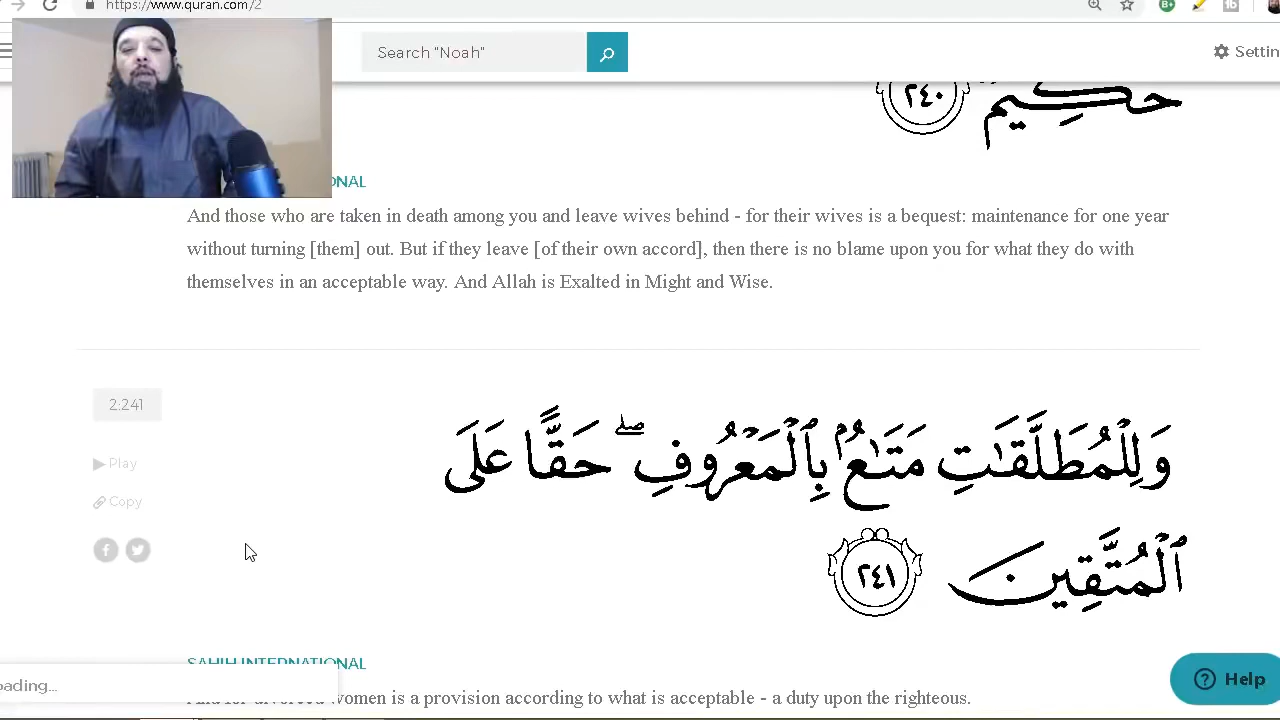 https://www.quran.com/2
Search "Noah"
Settin
حَكِيمٌ ٢٤٠
ONAL
And those who are taken in death among you and leave wives behind - for their wives is a bequest: maintenance for one year
without turning [them] out. But if they leave [of their own accord], then there is no blame upon you for what they do with
themselves in an acceptable way. And Allah is Exalted in Might and Wise.
2:241
وَلِلْمُطَلَّقَٰتِ مَتَٰعٌۢ بِٱلْمَعْرُوفِ ۖ حَقًّا عَلَى
Play
Copy
ٱلْمُتَّقِينَ ٢٤١
SAHIH INTERNATIONAL
oading...
women is a provision according to what is acceptable - a duty upon the righteous.
Help